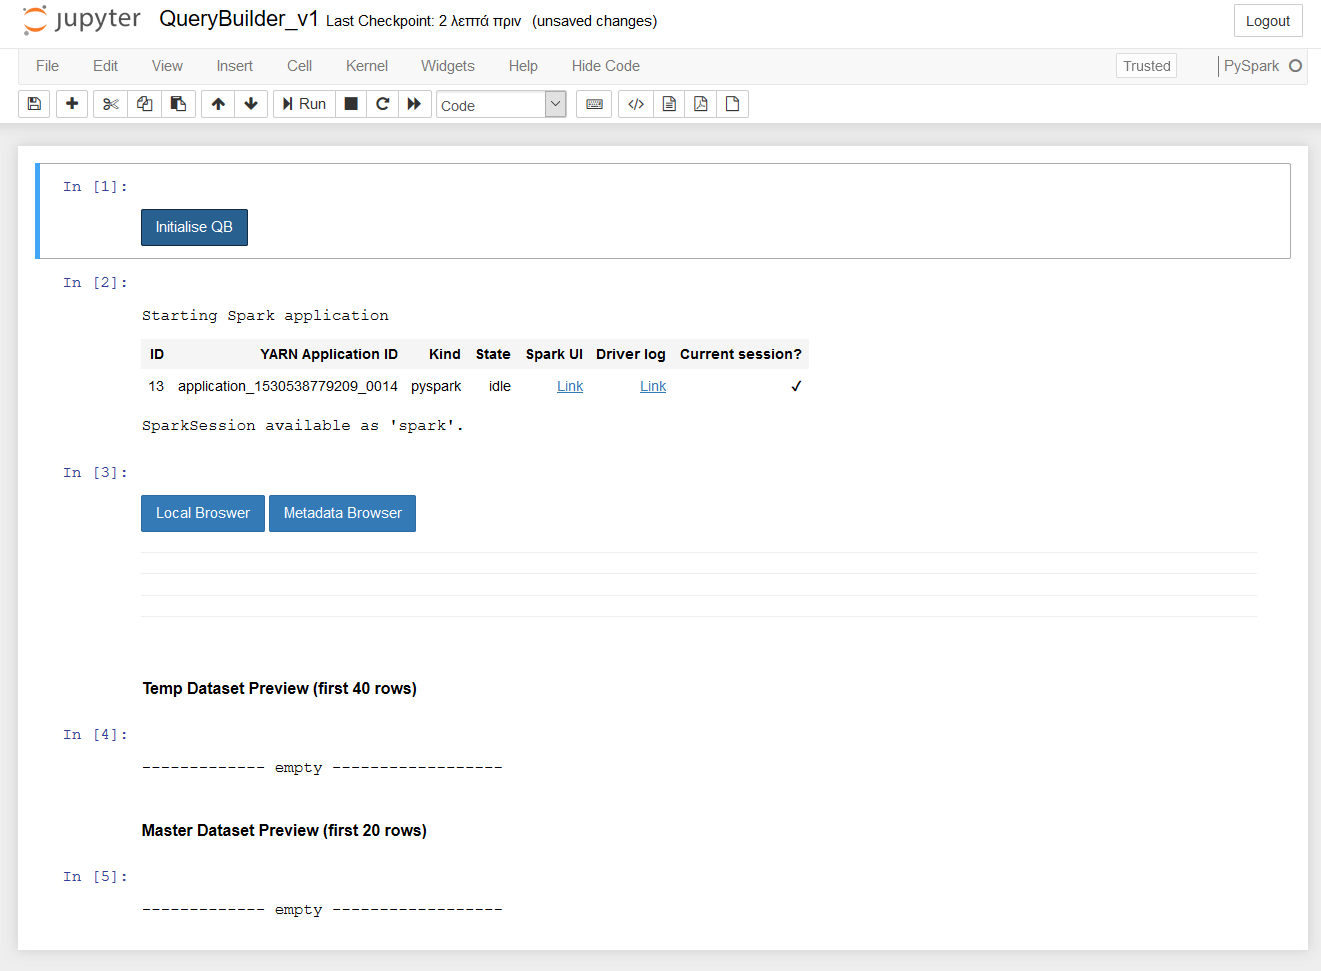 jupyter QueryBuilder_v1 Last Checkpoint: 2 λεπτά πριν (unsaved changes) Logout
File Edit View Insert Cell Kernel Widgets Help Hide Code Trusted PySpark
Run Code
In [1]:
Initialise QB
In [2]:
Starting Spark application
ID YARN Application ID Kind State Spark UI Driver log Current session?
13 application_1530538779209_0014 pyspark idle Link Link ✓
SparkSession available as 'spark'.
In [3]:
Local Broswer Metadata Browser
Temp Dataset Preview (first 40 rows)
In [4]:
------------- empty ------------------
Master Dataset Preview (first 20 rows)
In [5]:
------------- empty ------------------